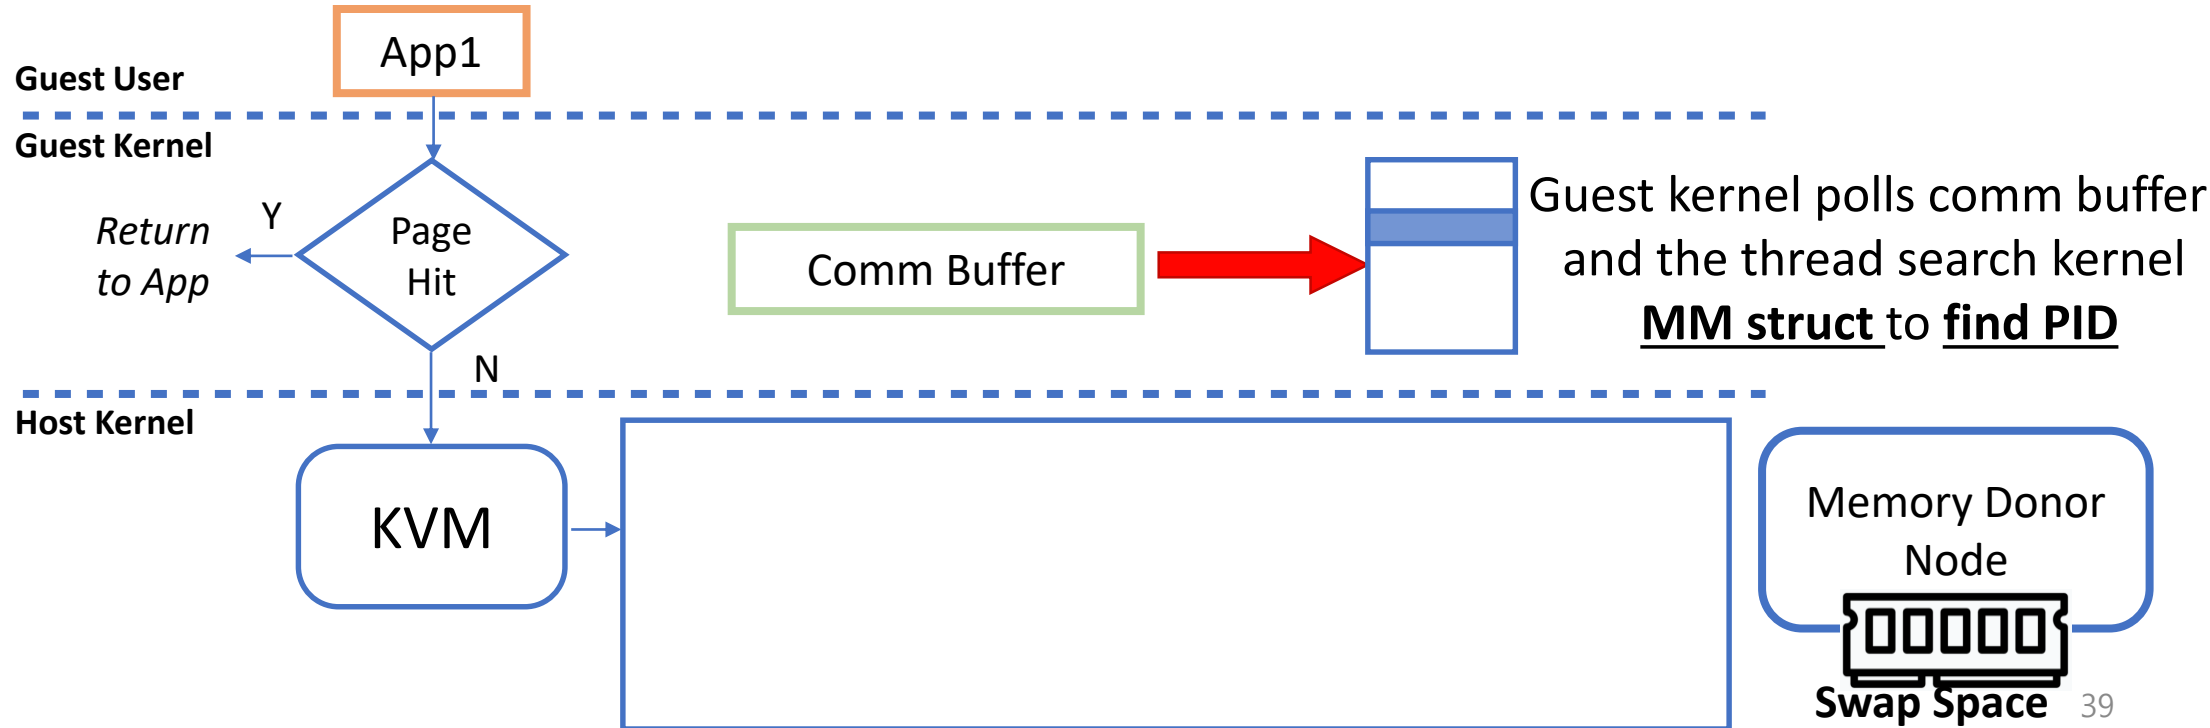 App1
Guest User
Guest Kernel
Y
Return
to App
Page
Hit
N
Comm Buffer
Guest kernel polls comm buffer
and the thread search kernel
MM struct to find PID
Host Kernel
KVM
Memory Donor
Node
Swap Space
39